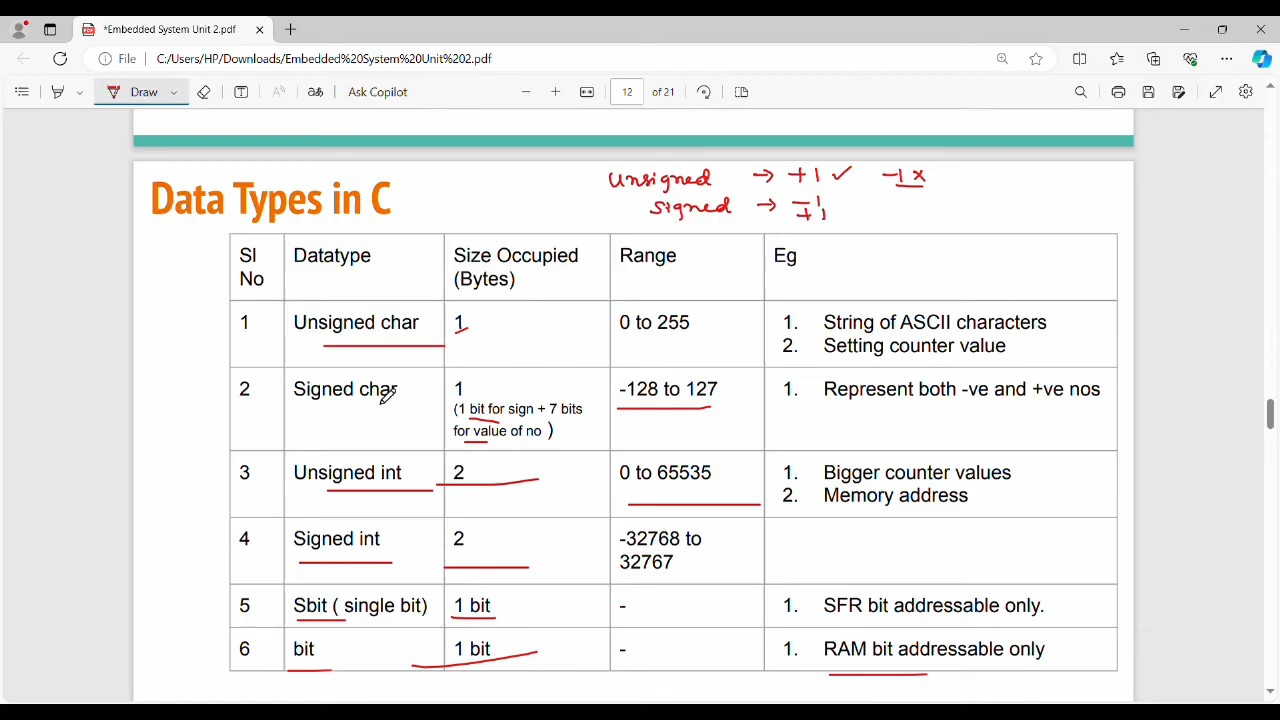 *Embedded System Unit 2.pdf
File C:/Users/HP/Downloads/Embedded%20System%20Unit%202.pdf
Draw Ask Copilot 12 of 21
Unsigned → +1 ✓ -1 x
Data Types in C
Signed → -1
+1
Sl No Datatype Size Occupied (Bytes) Range Eg
1 Unsigned char 1 0 to 255 1. String of ASCII characters
2. Setting counter value
2 Signed char 1 -128 to 127 1. Represent both -ve and +ve nos
(1 bit for sign + 7 bits
for value of no )
3 Unsigned int 2 0 to 65535 1. Bigger counter values
2. Memory address
4 Signed int 2 -32768 to
32767
5 Sbit ( single bit) 1 bit - 1. SFR bit addressable only.
6 bit 1 bit - 1. RAM bit addressable only